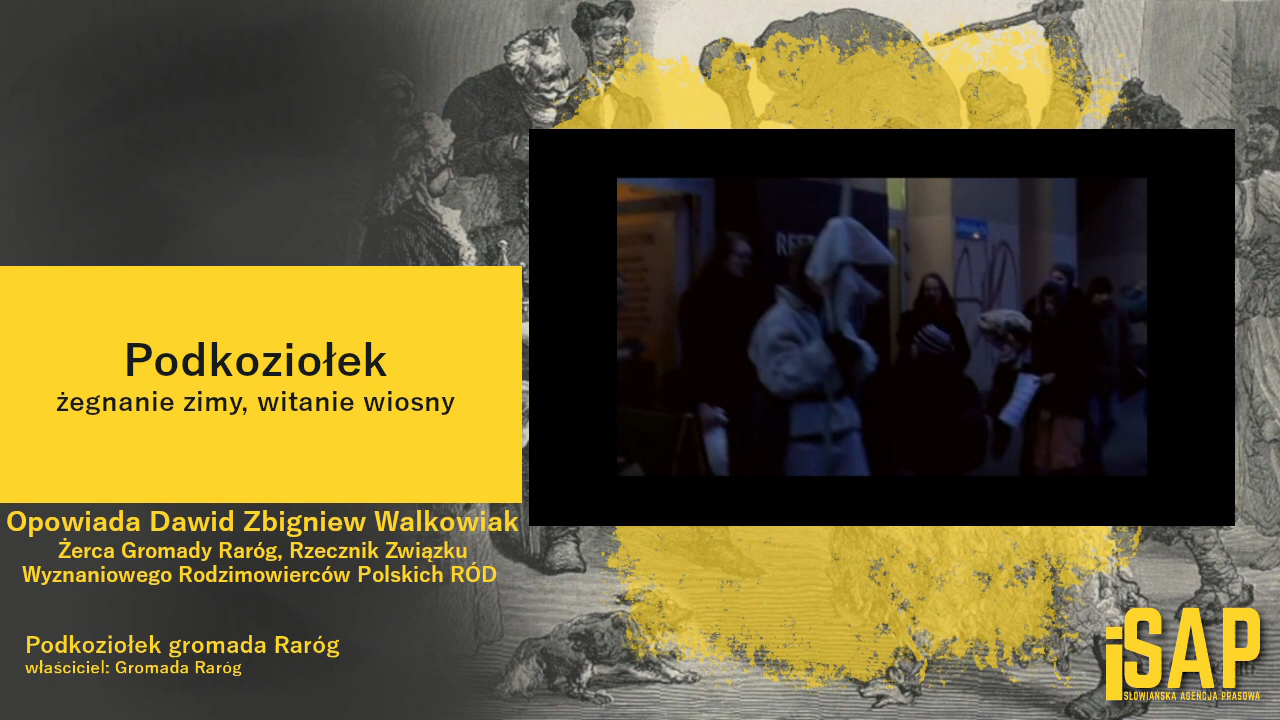 Podkoziołek
żegnanie zimy, witanie wiosny
Opowiada Dawid Zbigniew Walkowiak
Żerca Gromady Raróg, Rzecznik Związku
Wyznaniowego Rodzimowierców Polskich RÓD
Podkoziołek gromada Raróg
właściciel: Gromada Raróg
iSAP
SŁOWIAŃSKA AGENCJA PRASOWA